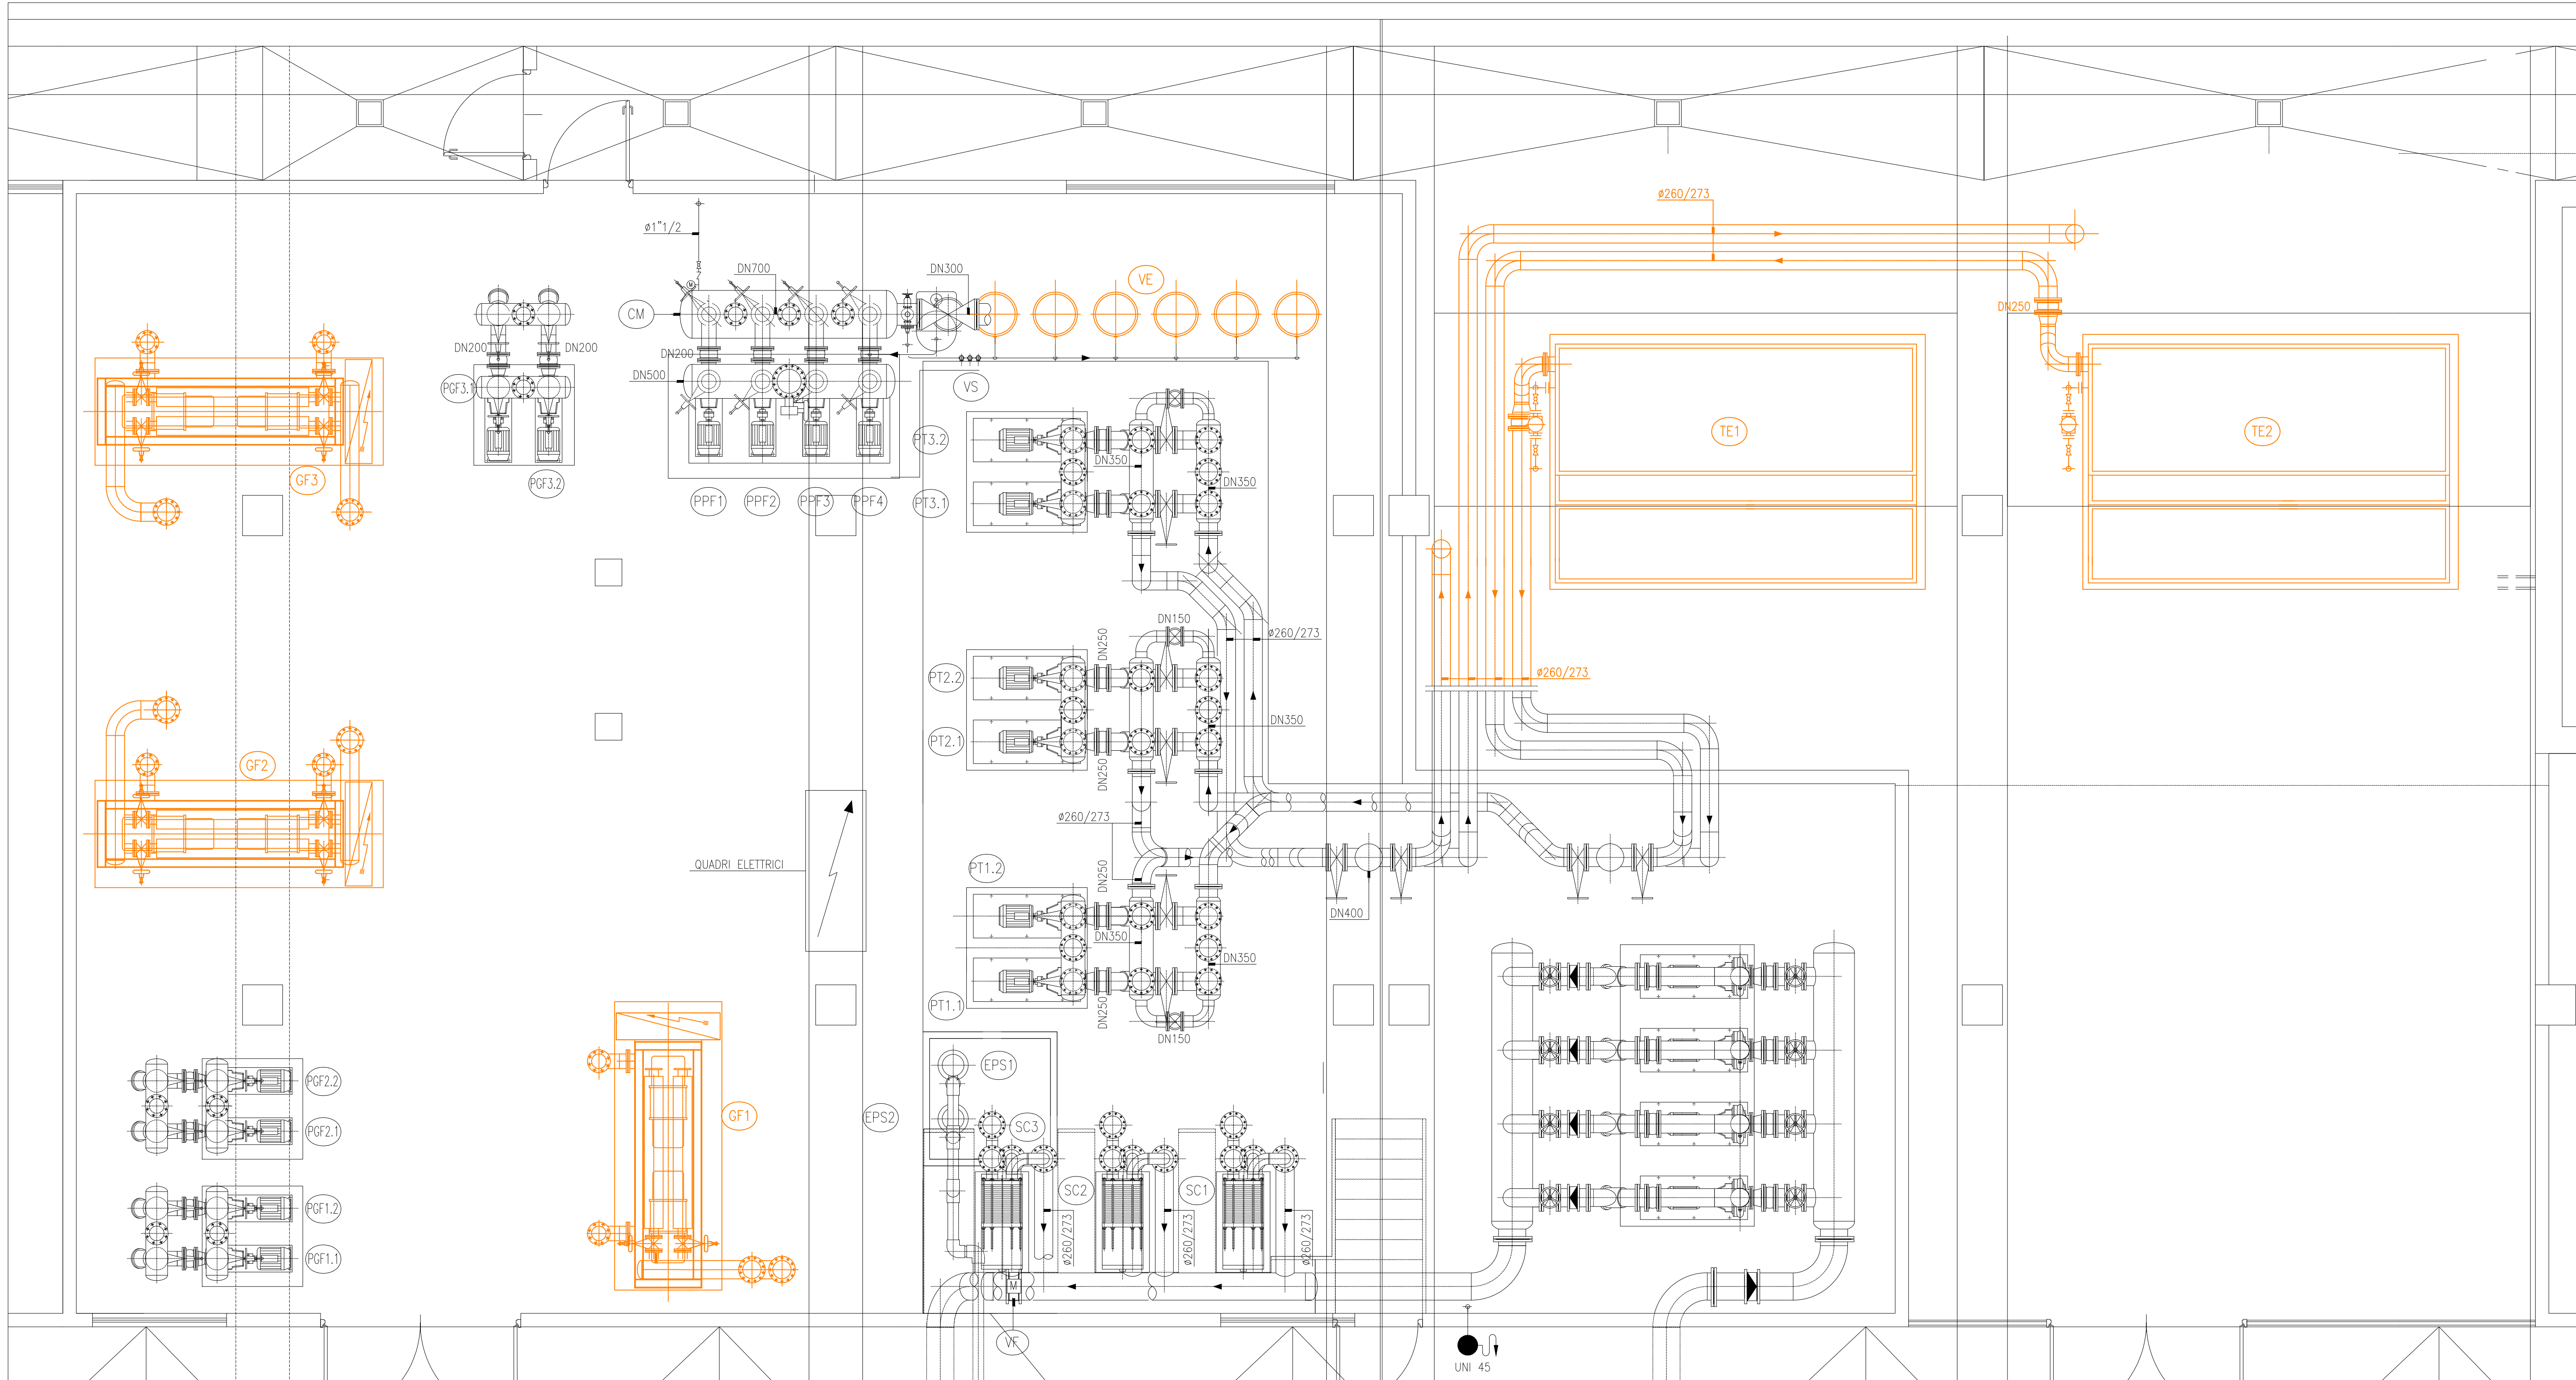 ø260/273
ø1"1/2
DN700
DN300
VE
CM
M
DN250
DN200
DN200
DN200
DN500
PGF3.1
VS
TE1
TE2
PT3.2
DN350
GF3
PGF3.2
DN350
PPF1
PPF2
PPF3
PPF4
PT3.1
DN150
DN250
ø260/273
PT2.2
ø260/273
DN350
PT2.1
GF2
DN250
ø260/273
QUADRI ELETTRICI
PT1.2
DN250
DN400
DN350
DN350
PT1.1
DN250
DN150
EPS1
PGF2.2
GF1
EPS2
SC3
PGF2.1
SC2
SC1
PGF1.2
ø260/273
ø260/273
ø260/273
PGF1.1
M
VF
UNI 45